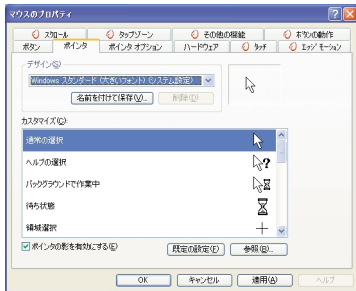 マウスのプロパティ
スクロール タップゾーン その他の機能 ボタンの動作
ボタン ポインタ ポインタ オプション ハードウェア タッチ エッジ モーション
デザイン(S)
Windows スタンダード (大きいフォント) (システム設定)
名前を付けて保存(V)... 削除(D)
カスタマイズ(C):
通常の選択
ヘルプの選択
バックグラウンドで作業中
待ち状態
領域選択
ポインタの影を有効にする(E) 既定の設定(F) 参照(B)...
OK キャンセル 適用(A) ヘルプ